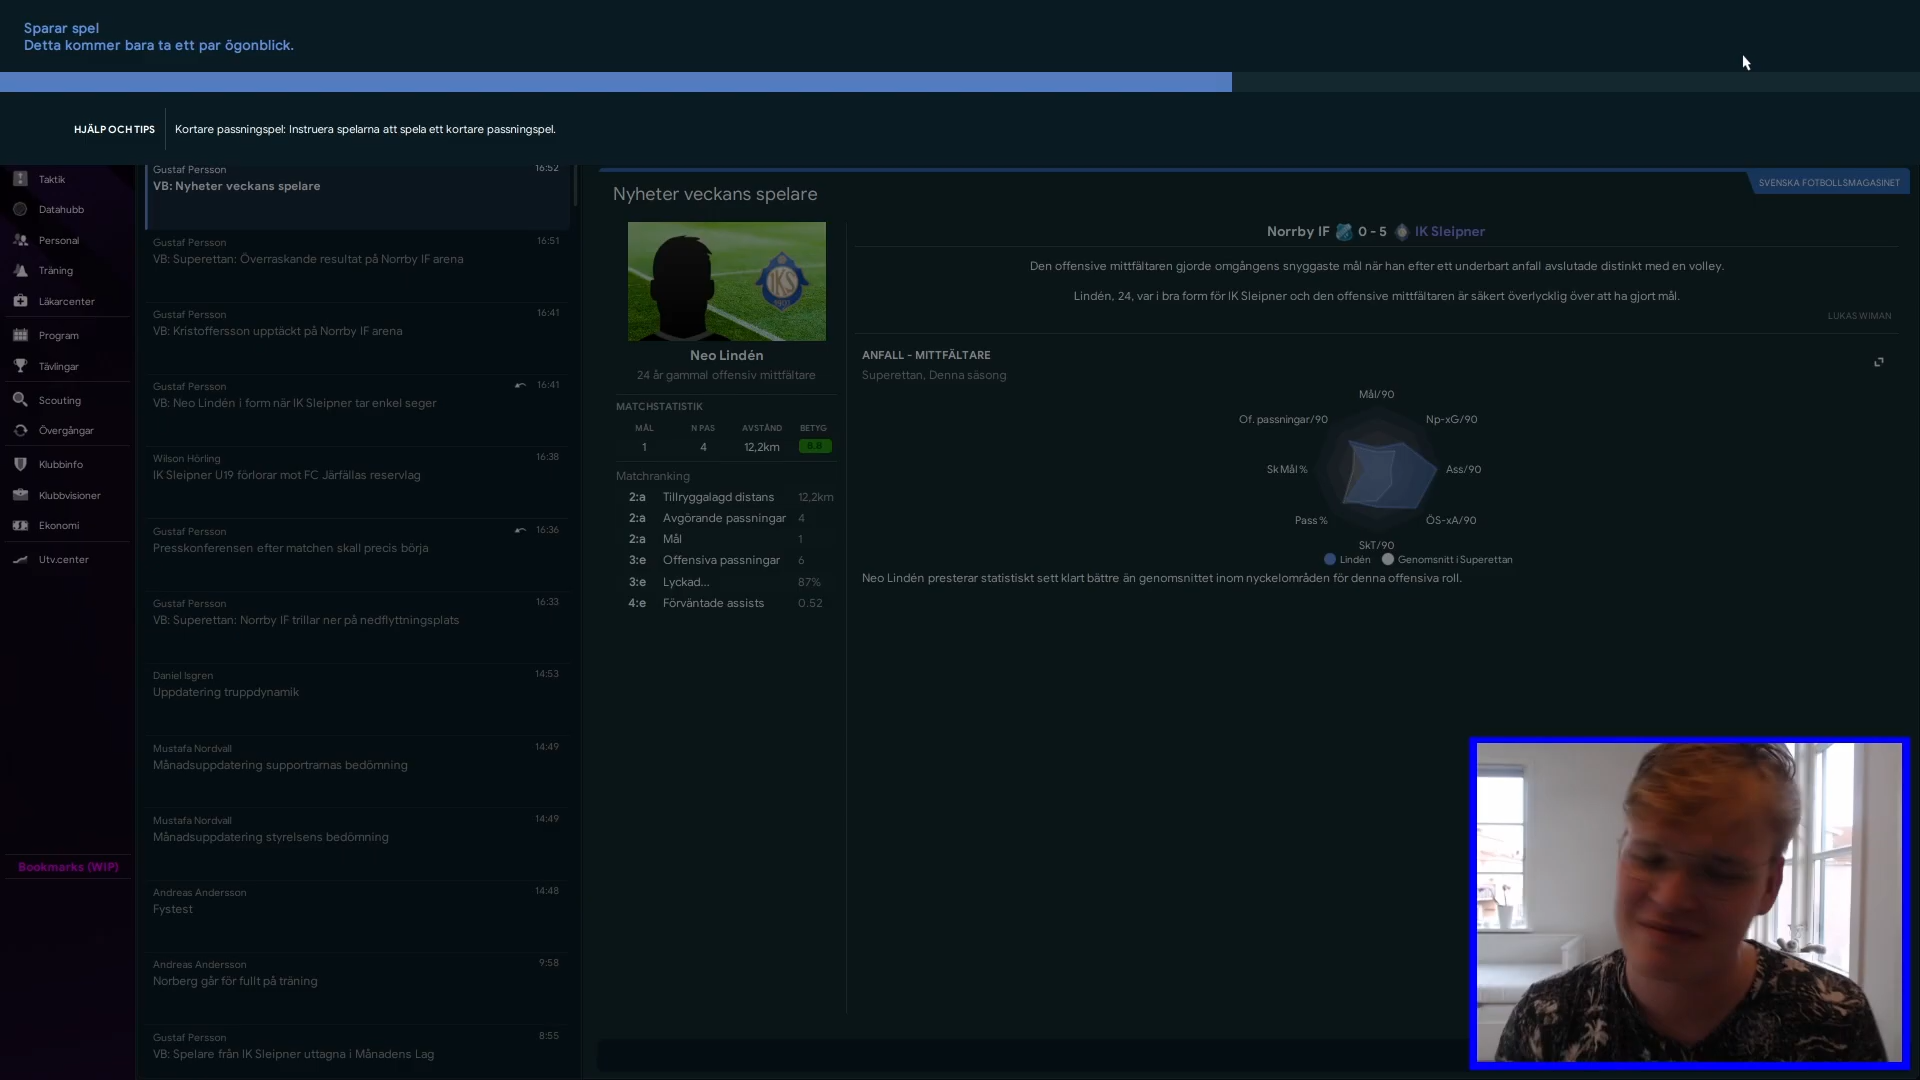 Sparar spel
Detta kommer bara ta ett par ögonblick.
HJÄLP OCH TIPS
Kortare passningspel: Instruera spelarna att spela ett kortare passningspel.
Taktik
Datahubb
Personal
Träning
Läkarcenter
Program
Tävlingar
Scouting
Övergångar
Klubbinfo
Klubbvisioner
Ekonomi
Utv.center
Bookmarks (WIP)
Gustaf Persson 16:52
VB: Nyheter veckans spelare
Gustaf Persson 16:51
VB: Superettan: Överraskande resultat på Norrby IF arena
Gustaf Persson 16:41
VB: Kristoffersson upptäckt på Norrby IF arena
Gustaf Persson 16:41
VB: Neo Lindén i form när IK Sleipner tar enkel seger
Wilson Hörling 16:38
IK Sleipner U19 förlorar mot FC Järfällas reservlag
Gustaf Persson 16:36
Presskonferensen efter matchen skall precis börja
Gustaf Persson 16:33
VB: Superettan: Norrby IF trillar ner på nedflyttningsplats
Daniel Isgren 14:53
Uppdatering truppdynamik
Mustafa Nordvall 14:49
Månadsuppdatering supportrarnas bedömning
Mustafa Nordvall 14:49
Månadsuppdatering styrelsens bedömning
Andreas Andersson 14:48
Fystest
Andreas Andersson 9:58
Norberg går för fullt på träning
Gustaf Persson 8:55
VB: Spelare från IK Sleipner uttagna i Månadens Lag
Nyheter veckans spelare
SVENSKA FOTBOLLSMAGASINET
IKS
Neo Lindén
24 år gammal offensiv mittfältare
MATCHSTATISTIK
MÅL N PAS AVSTÅND BETYG
1 4 12,2km 8.8
Matchranking
2:a Tillryggalagd distans 12,2km
2:a Avgörande passningar 4
2:a Mål 1
3:e Offensiva passningar 6
3:e Lyckad... 87%
4:e Förväntade assists 0.52
Norrby IF 0 - 5 IK Sleipner
Den offensive mittfältaren gjorde omgångens snyggaste mål när han efter ett underbart anfall avslutade distinkt med en volley.
Lindén, 24, var i bra form för IK Sleipner och den offensive mittfältaren är säkert överlycklig över att ha gjort mål.
LUKAS WIMAN
ANFALL - MITTFÄLTARE
Superettan, Denna säsong
Mål/90
Of. passningar/90
Np-xG/90
Sk Mål %
Ass/90
Pass %
ÖS-xA/90
SkT/90
Lindén Genomsnitt i Superettan
Neo Lindén presterar statistiskt sett klart bättre än genomsnittet inom nyckelområden för denna offensiva roll.